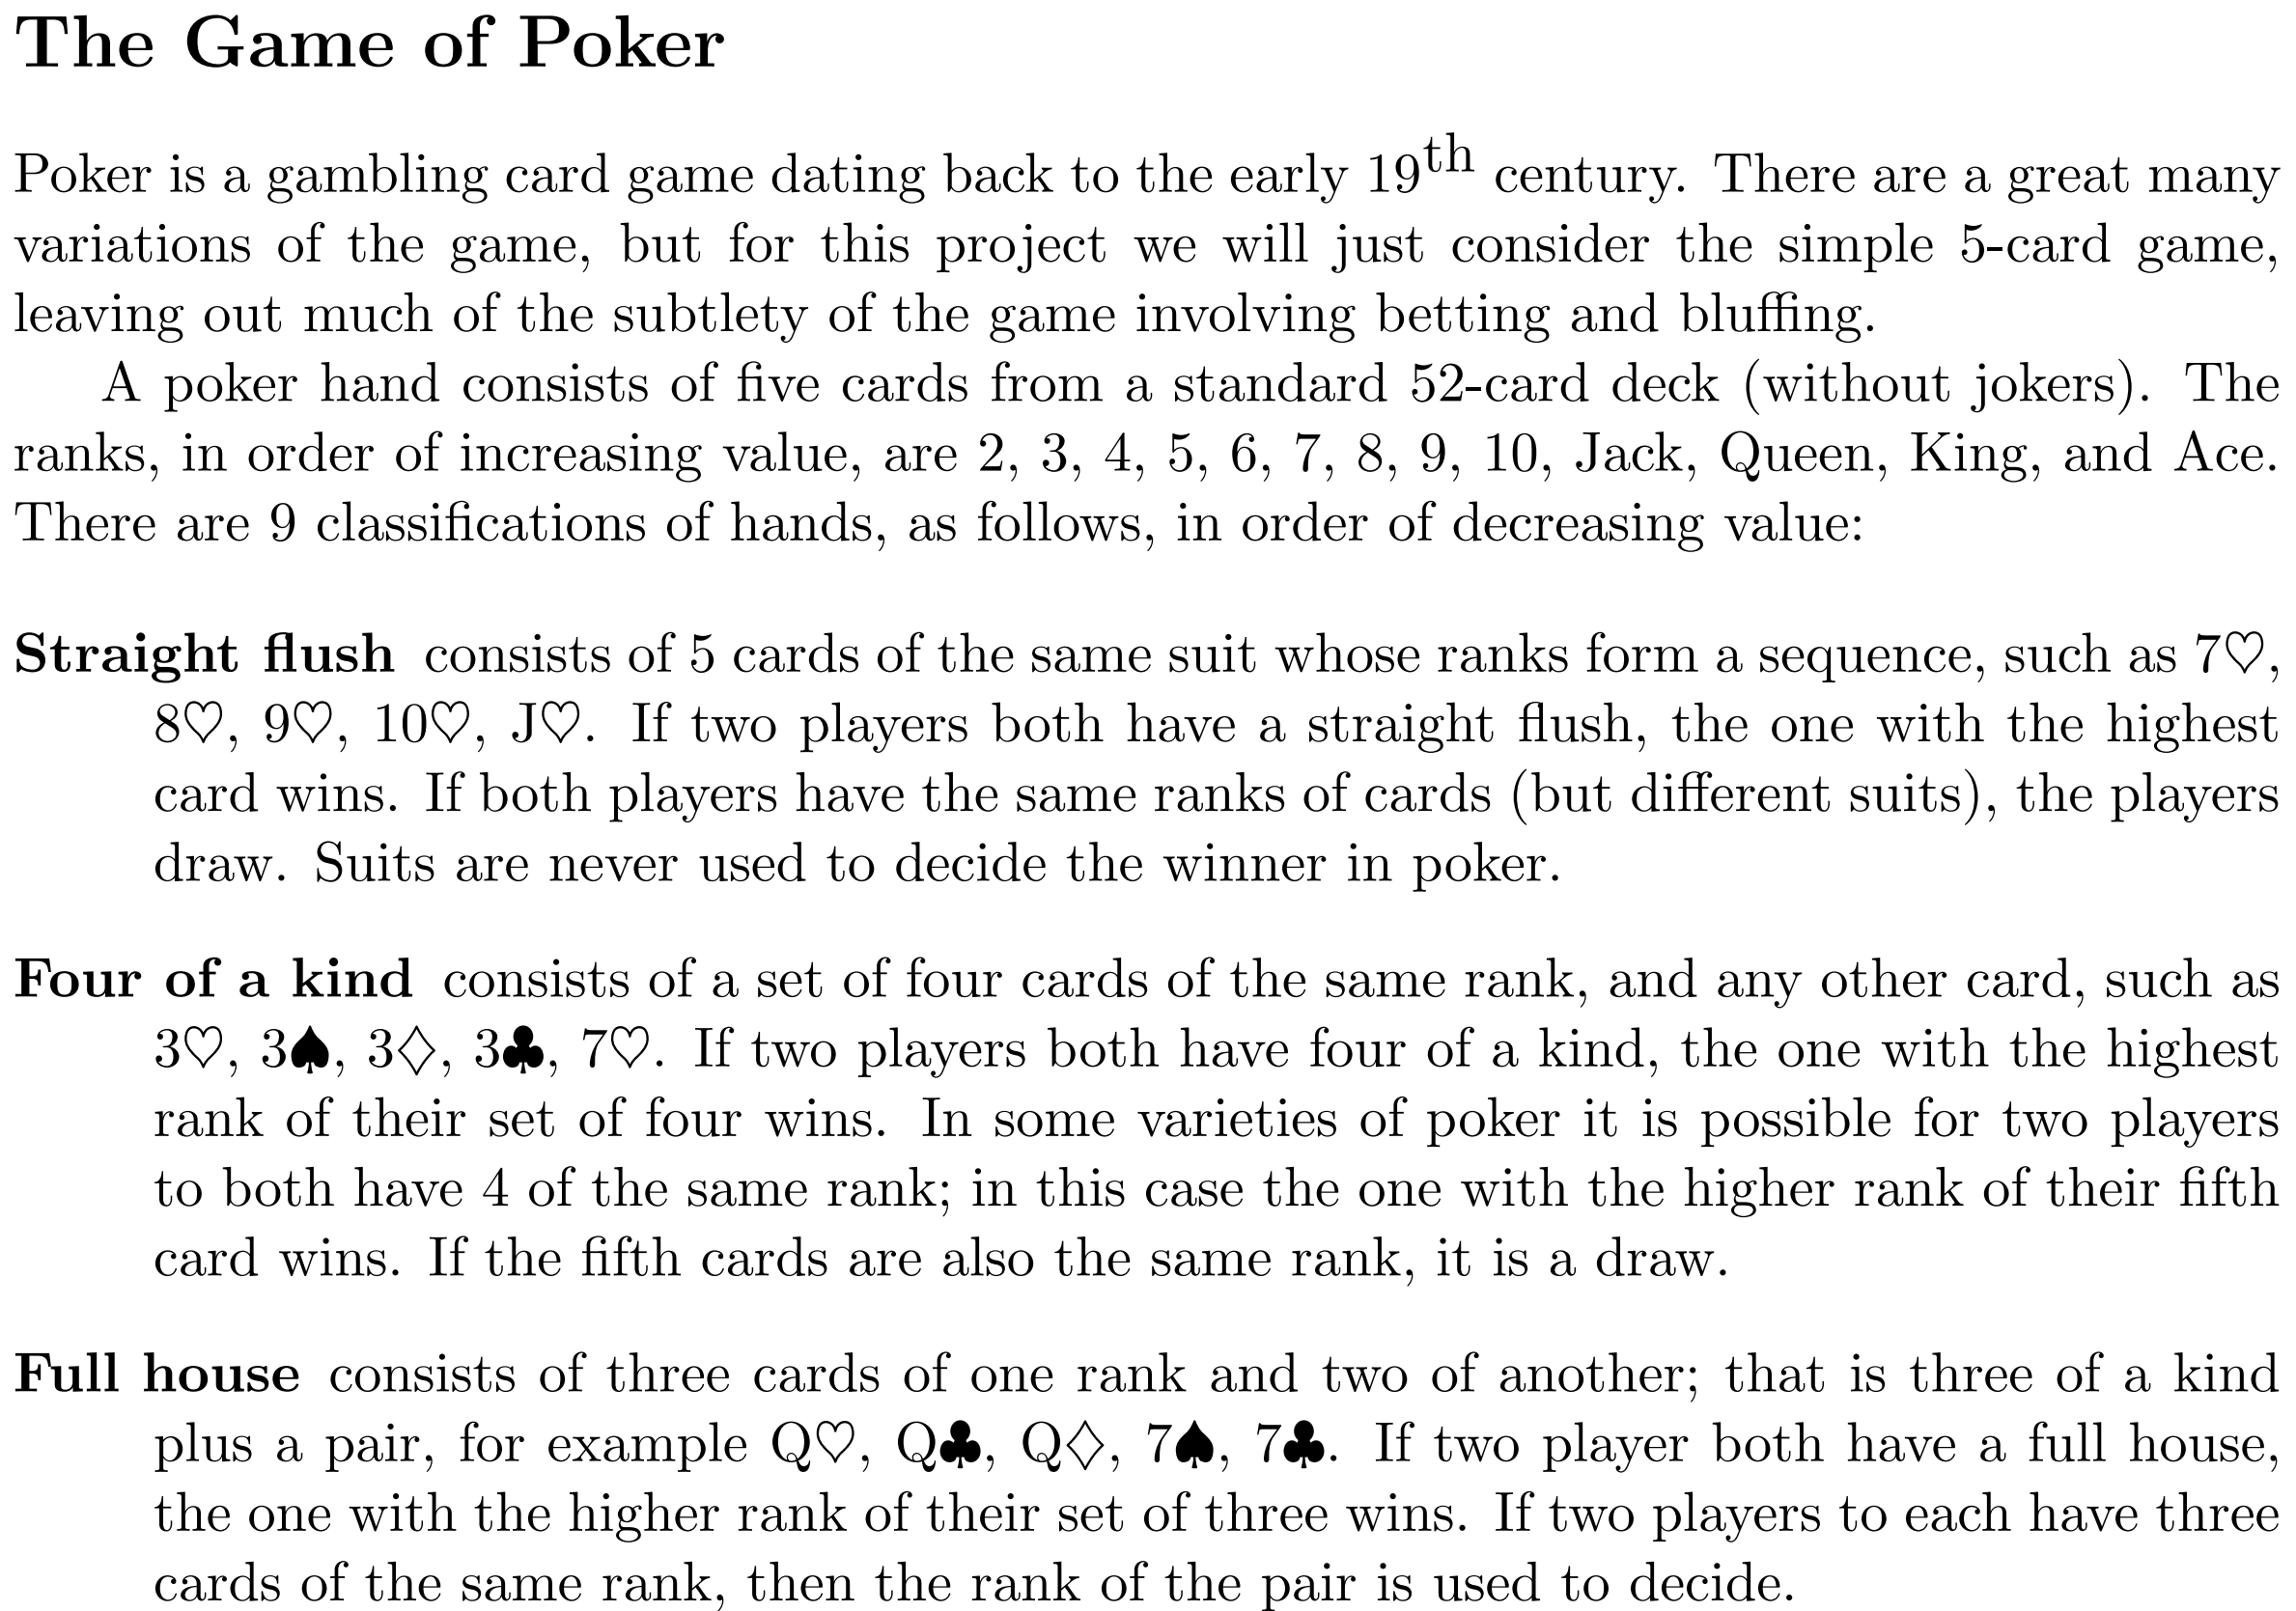 The Game of Poker
Poker is a gambling card game dating back to the early 19th century. There are a great many
variations of the game, but for this project we will just consider the simple 5-card game,
leaving out much of the subtlety of the game involving betting and bluffing.
A poker hand consists of five cards from a standard 52-card deck (without jokers). The
ranks, in order of increasing value, are 2, 3, 4, 5, 6, 7, 8, 9, 10, Jack, Queen, King, and Ace.
There are 9 classifications of hands, as follows, in order of decreasing value:
Straight flush consists of 5 cards of the same suit whose ranks form a sequence, such as 7♡,
8♡, 9♡, 10♡, J♡. If two players both have a straight flush, the one with the highest
card wins. If both players have the same ranks of cards (but different suits), the players
draw. Suits are never used to decide the winner in poker.
Four of a kind consists of a set of four cards of the same rank, and any other card, such as
3♡, 3♠, 3♢, 3♣, 7♡. If two players both have four of a kind, the one with the highest
rank of their set of four wins. In some varieties of poker it is possible for two players
to both have 4 of the same rank; in this case the one with the higher rank of their fifth
card wins. If the fifth cards are also the same rank, it is a draw.
Full house consists of three cards of one rank and two of another; that is three of a kind
plus a pair, for example Q♡, Q♣, Q♢, 7♠, 7♣. If two player both have a full house,
the one with the higher rank of their set of three wins. If two players to each have three
cards of the same rank, then the rank of the pair is used to decide.